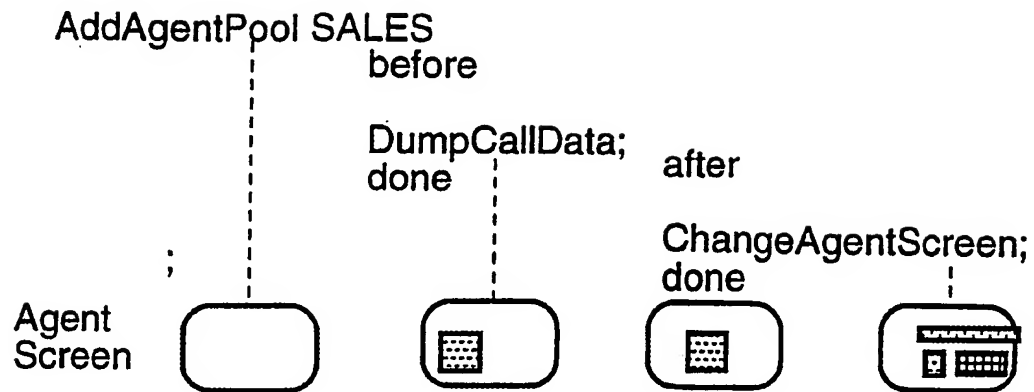 AddAgentPool SALES
before
DumpCallData;
done
after
ChangeAgentScreen;
done
;
Agent
Screen